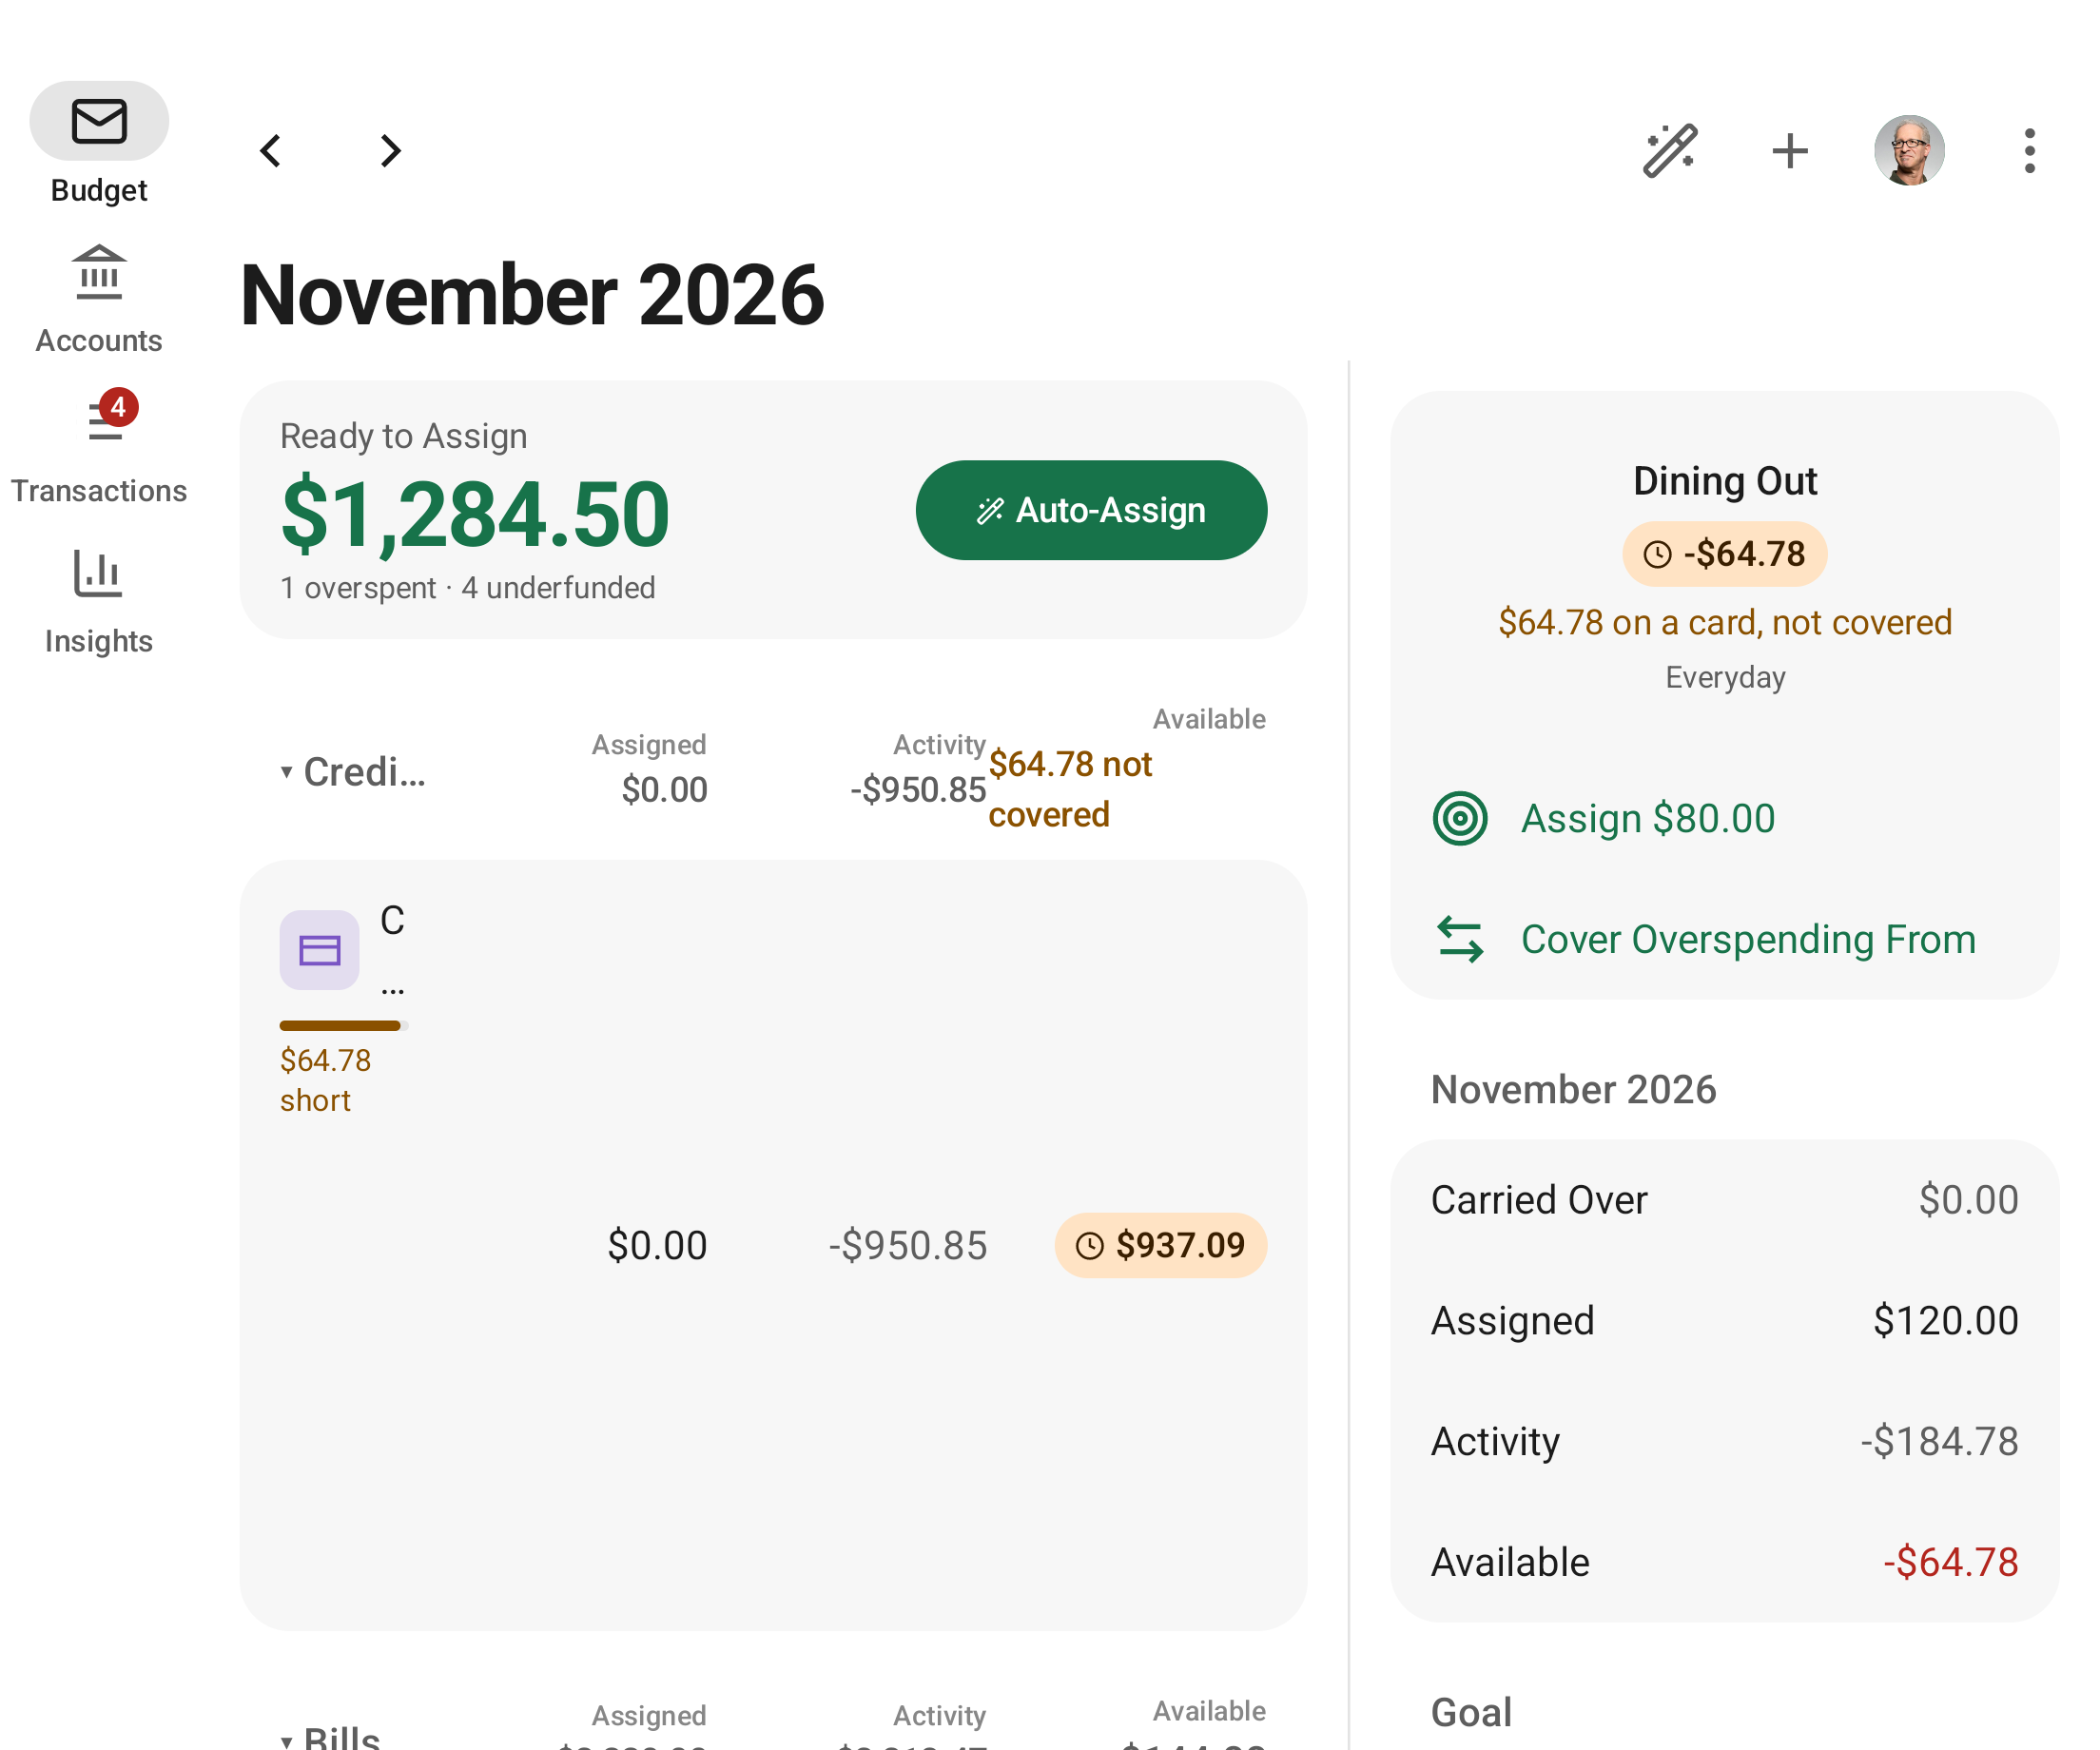 Budget
Accounts
4
Transactions
Insights
November 2026
Ready to Assign
$1,284.50
1 overspent · 4 underfunded
Auto-Assign
▾ Credi…
Assigned
$0.00
Activity
-$950.85
Available
$64.78 not
covered
C
…
$64.78
short
$0.00
-$950.85
$937.09
▾ Bills
Assigned
Activity
Available
Dining Out
-$64.78
$64.78 on a card, not covered
Everyday
Assign $80.00
Cover Overspending From
November 2026
Carried Over
$0.00
Assigned
$120.00
Activity
-$184.78
Available
-$64.78
Goal